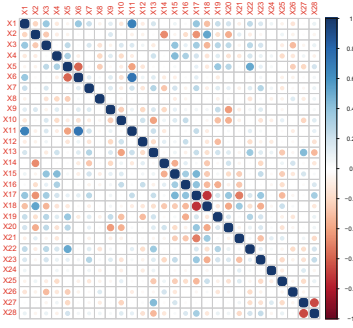 X1 X2 X3 X4 X5 X6 X7 X8 X9 X10 X11 X12 X13 X14 X15 X16 X17 X18 X19 X20 X21 X22 X23 X24 X25 X26 X27 X28
X1
X2
X3
X4
X5
X6
X7
X8
X9
X10
X11
X12
X13
X14
X15
X16
X17
X18
X19
X20
X21
X22
X23
X24
X25
X26
X27
X28
1
0.8
0.6
0.4
0.2
0
-0.2
-0.4
-0.6
-0.8
-1